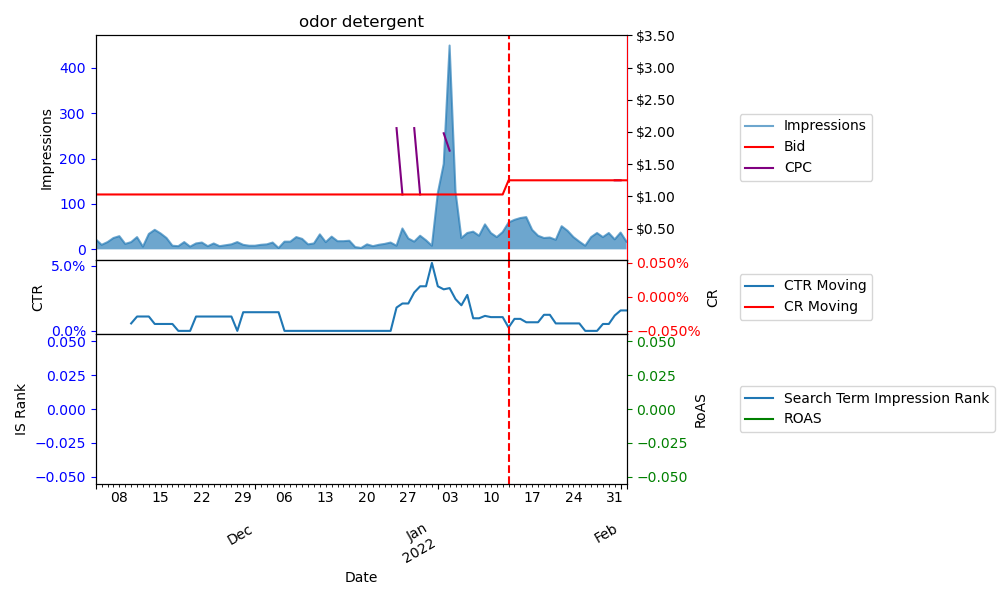 odor detergent
400
300
200
100
0
Impressions
$3.50
$3.00
$2.50
$2.00
$1.50
$1.00
$0.50
Impressions
Bid
CPC
5.0%
0.0%
CTR
0.050%
0.000%
−0.050%
CR
CTR Moving
CR Moving
0.050
0.025
0.000
−0.025
−0.050
IS Rank
0.050
0.025
0.000
−0.025
−0.050
RoAS
Search Term Impression Rank
ROAS
08 15 22 29 06 13 20 27 03 10 17 24 31
Dec
Jan
2022
Feb
Date